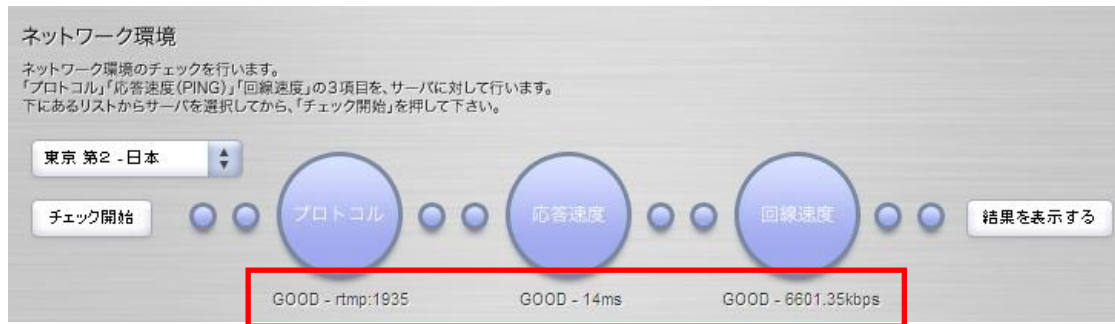 ネットワーク環境
ネットワーク環境のチェックを行います。
「プロトコル」「応答速度(PING)」「回線速度」の3項目を、サーバに対して行います。
下にあるリストからサーバを選択してから、「チェック開始」を押して下さい。
東京 第2 -日本
チェック開始
プロトコル
応答速度
回線速度
結果を表示する
GOOD - rtmp:1935
GOOD - 14ms
GOOD - 6601.35kbps